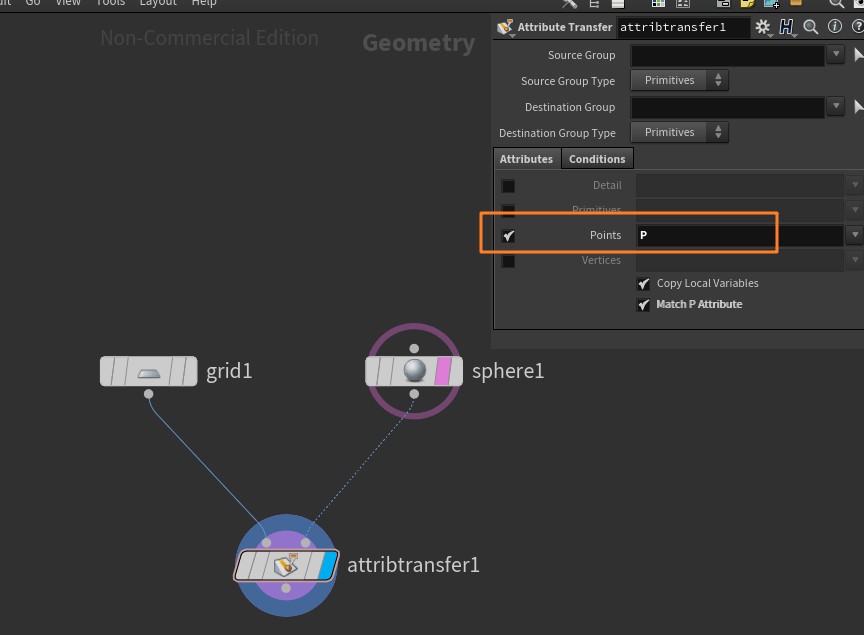 Go View Tools Layout Help
Non-Commercial Edition
Geometry
Attribute Transfer attribtransfer1
Source Group
Source Group Type Primitives
Destination Group
Destination Group Type Primitives
Attributes Conditions
Detail
Primitives
Points P
Vertices
Copy Local Variables
Match P Attribute
grid1
sphere1
attribtransfer1